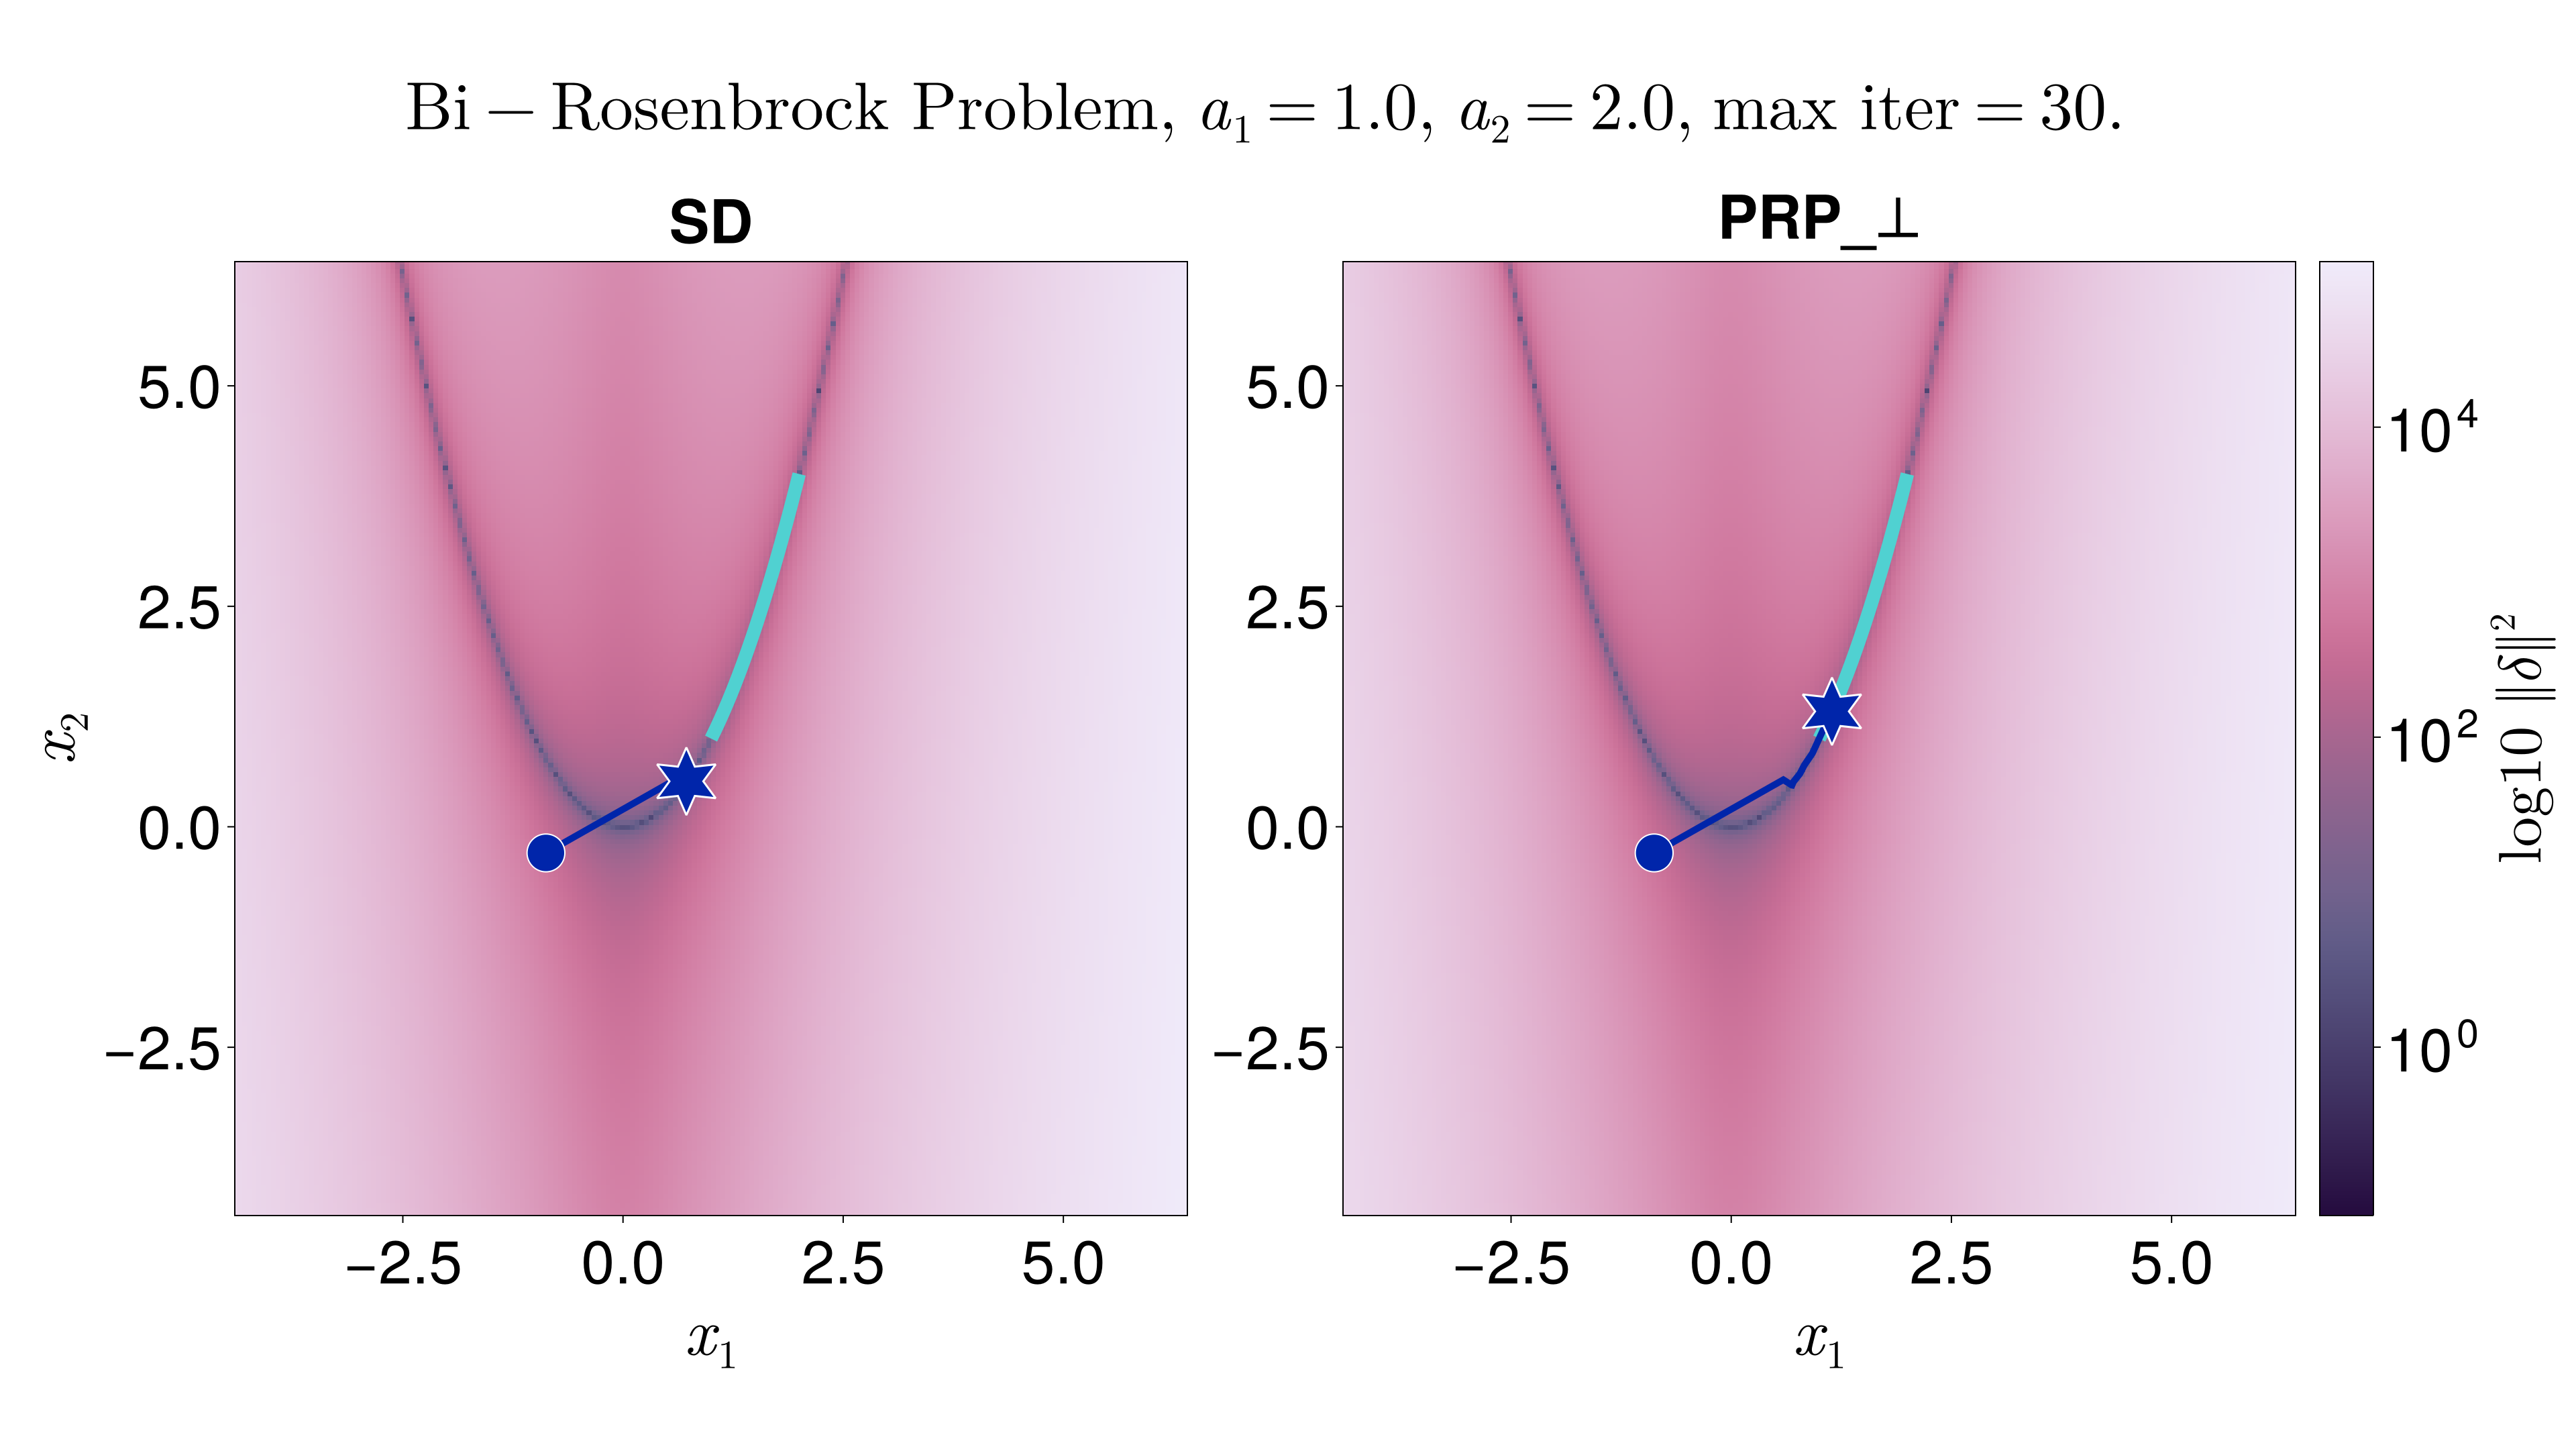 Bi − Rosenbrock Problem, a₁ = 1.0, a₂ = 2.0, max iter = 30.
SD
PRP_⊥
5.0
2.5
0.0
−2.5
x₂
−2.5 0.0 2.5 5.0
x₁
5.0
2.5
0.0
−2.5
−2.5 0.0 2.5 5.0
x₁
10⁴
10²
10⁰
log10 ‖δ‖²